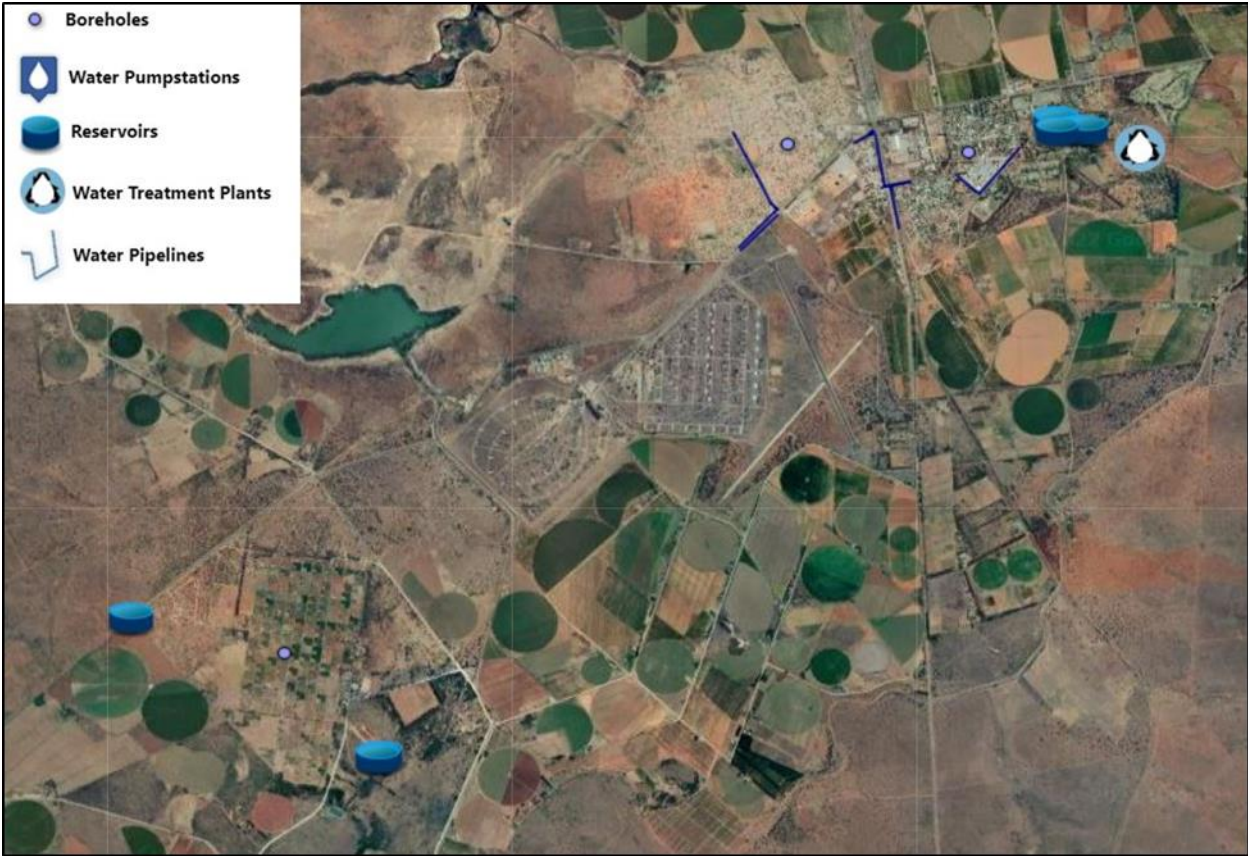 Boreholes
Water Pumpstations
Reservoirs
Water Treatment Plants
Water Pipelines